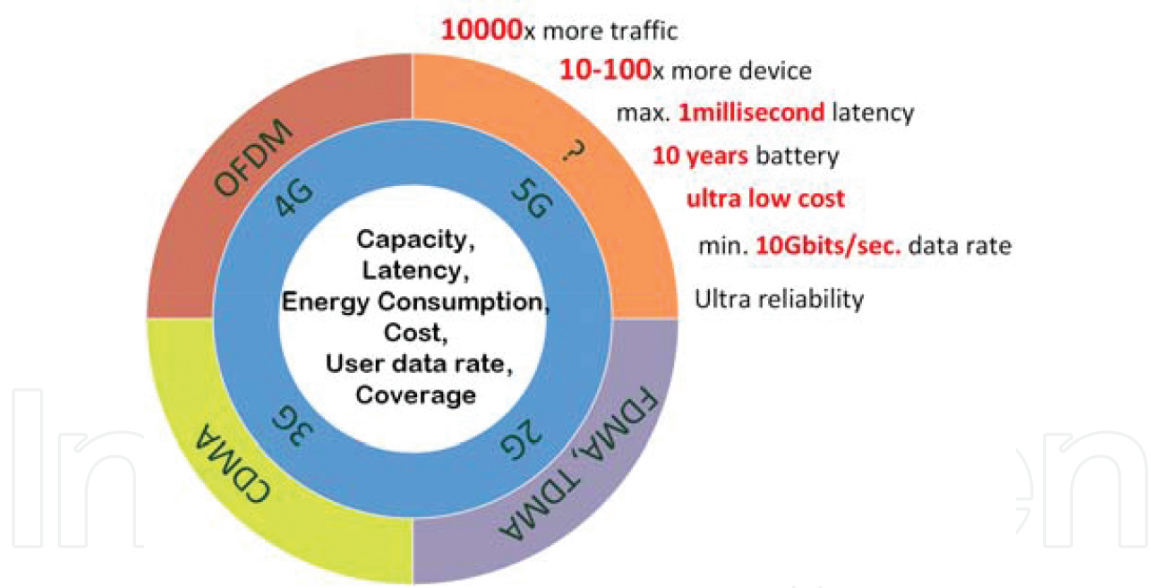 10000x more traffic
10-100x more device
max. 1millisecond latency
10 years battery
ultra low cost
min. 10Gbits/sec. data rate
Ultra reliability
OFDM
?
4G
5G
Capacity,
Latency,
Energy Consumption,
Cost,
User data rate,
Coverage
3G
2G
CDMA
FDMA, TDMA
In
en